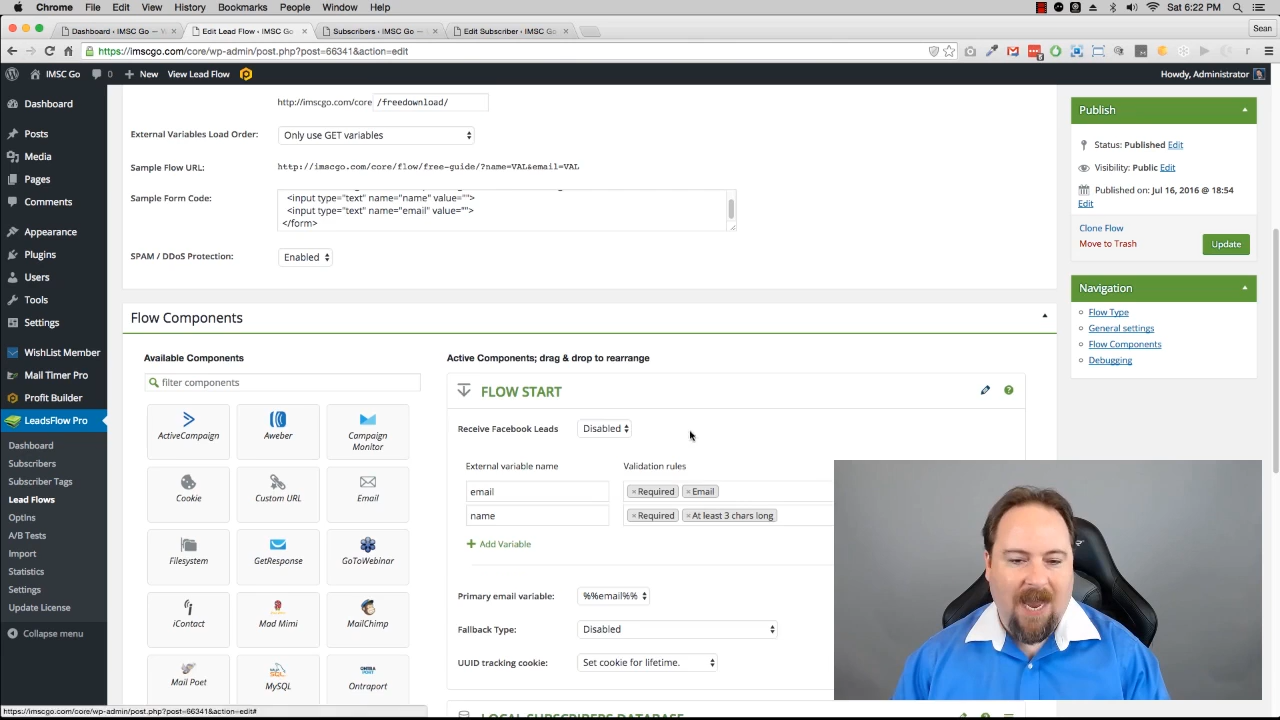 Chrome File Edit View History Bookmarks People Window Help
Sat 6:22 PM
Dashboard ‹ IMSC Go
Edit Lead Flow ‹ IMSC Go
Subscribers ‹ IMSC Go
Edit Subscriber ‹ IMSC Go
Sean
https://imscgo.com/core/wp-admin/post.php?post=66341&action=edit
IMSC Go 0 New View Lead Flow
Howdy, Administrator
Dashboard
Posts
Media
Pages
Comments
Appearance
Plugins
Users
Tools
Settings
WishList Member
Mail Timer Pro
Profit Builder
LeadsFlow Pro
Dashboard
Subscribers
Subscriber Tags
Lead Flows
OptIns
A/B Tests
Import
Statistics
Settings
Update License
Collapse menu
http://imscgo.com/core /freedownload/
External Variables Load Order: Only use GET variables
Sample Flow URL: http://imscgo.com/core/flow/free-guide/?name=VAL&email=VAL
Sample Form Code:
<input type="text" name="name" value="">
<input type="text" name="email" value="">
</form>
SPAM / DDoS Protection: Enabled
Flow Components
Available Components
filter components
ActiveCampaign
Aweber
Campaign
Monitor
Cookie
Custom URL
Email
Filesystem
GetResponse
GoToWebinar
iContact
Mad Mimi
MailChimp
Mail Poet
MySQL
Ontraport
Active Components; drag & drop to rearrange
FLOW START
Receive Facebook Leads Disabled
External variable name Validation rules
email × Required × Email
name × Required × At least 3 chars long
+ Add Variable
Primary email variable: %%email%%
Fallback Type: Disabled
UUID tracking cookie: Set cookie for lifetime.
LOCAL SUBSCRIBERS DATABASE
Publish
Status: Published Edit
Visibility: Public Edit
Published on: Jul 16, 2016 @ 18:54
Edit
Clone Flow
Move to Trash
Update
Navigation
Flow Type
General settings
Flow Components
Debugging
https://imscgo.com/core/wp-admin/post.php?post=66341&action=edit#